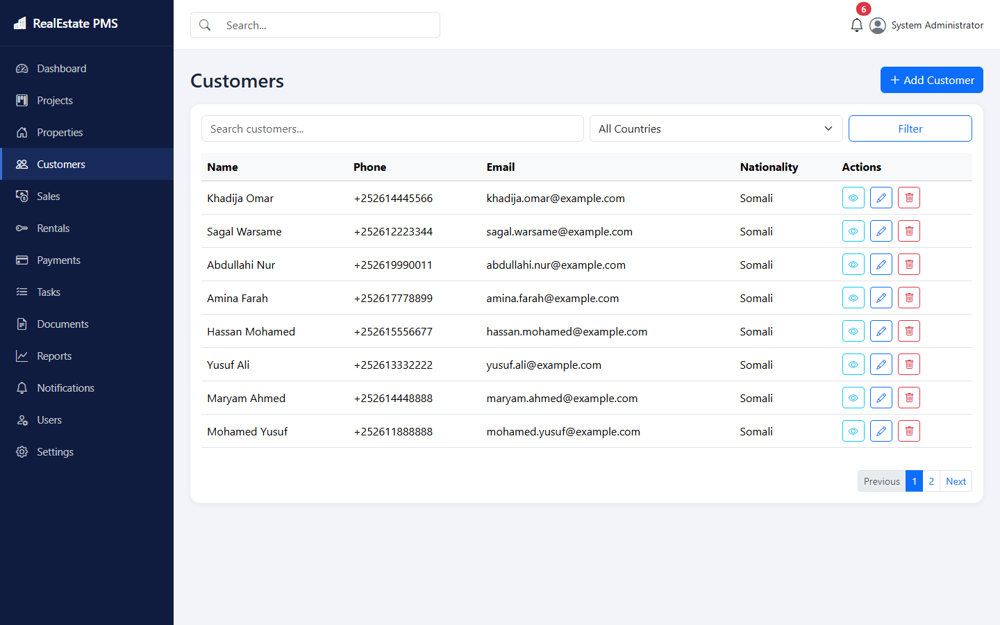 RealEstate PMS
Search...
6
System Administrator
Dashboard
Projects
Properties
Customers
Sales
Rentals
Payments
Tasks
Documents
Reports
Notifications
Users
Settings
Customers
Add Customer
Search customers...
All Countries
Filter
Name Phone Email Nationality Actions
Khadija Omar +252614445566 khadija.omar@example.com Somali
Sagal Warsame +252612223344 sagal.warsame@example.com Somali
Abdullahi Nur +252619990011 abdullahi.nur@example.com Somali
Amina Farah +252617778899 amina.farah@example.com Somali
Hassan Mohamed +252615556677 hassan.mohamed@example.com Somali
Yusuf Ali +252613332222 yusuf.ali@example.com Somali
Maryam Ahmed +252614448888 maryam.ahmed@example.com Somali
Mohamed Yusuf +252611888888 mohamed.yusuf@example.com Somali
Previous 1 2 Next